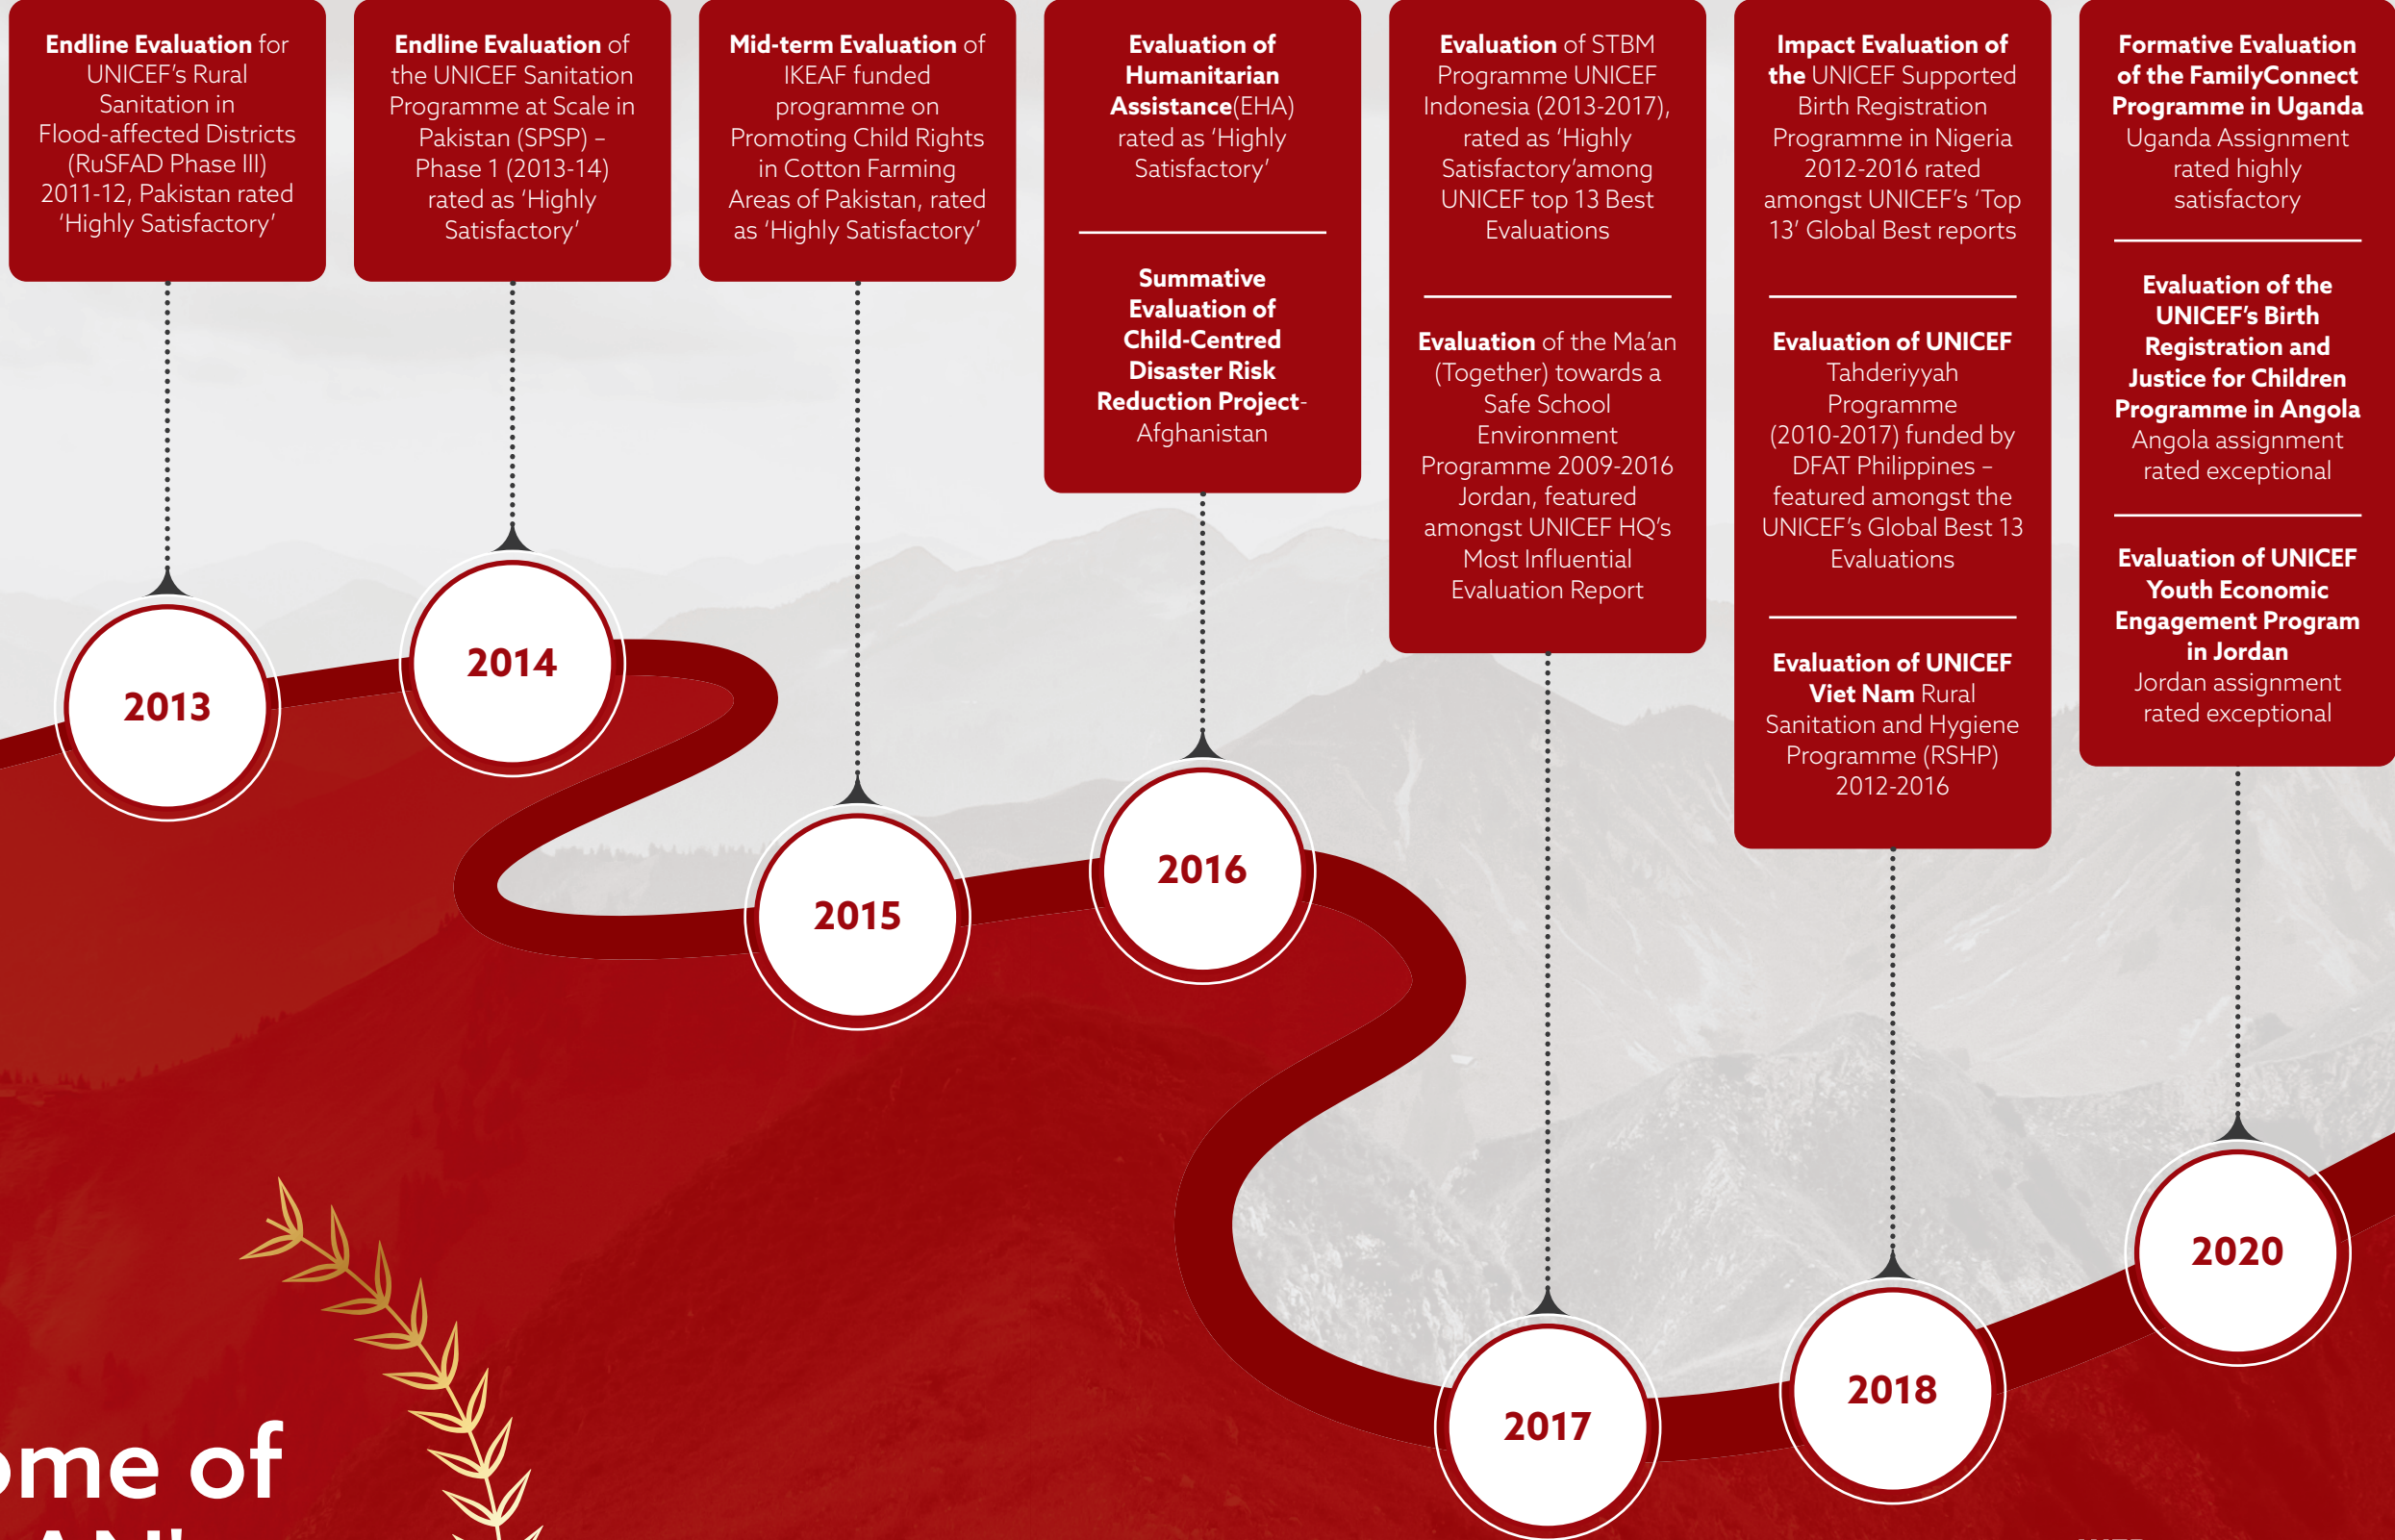 Endline Evaluation for
UNICEF's Rural
Sanitation in
Flood-affected Districts
(RuSFAD Phase III)
2011-12, Pakistan rated
'Highly Satisfactory'
Endline Evaluation of
the UNICEF Sanitation
Programme at Scale in
Pakistan (SPSP) –
Phase 1 (2013-14)
rated as 'Highly
Satisfactory'
Mid-term Evaluation of
IKEAF funded
programme on
Promoting Child Rights
in Cotton Farming
Areas of Pakistan, rated
as 'Highly Satisfactory'
Evaluation of
Humanitarian
Assistance(EHA)
rated as 'Highly
Satisfactory'
Summative
Evaluation of
Child-Centred
Disaster Risk
Reduction Project-
Afghanistan
Evaluation of STBM
Programme UNICEF
Indonesia (2013-2017),
rated as 'Highly
Satisfactory'among
UNICEF top 13 Best
Evaluations
Evaluation of the Ma'an
(Together) towards a
Safe School
Environment
Programme 2009-2016
Jordan, featured
amongst UNICEF HQ's
Most Influential
Evaluation Report
Impact Evaluation of
the UNICEF Supported
Birth Registration
Programme in Nigeria
2012-2016 rated
amongst UNICEF's 'Top
13' Global Best reports
Evaluation of UNICEF
Tahderiyyah
Programme
(2010-2017) funded by
DFAT Philippines –
featured amongst the
UNICEF's Global Best 13
Evaluations
Evaluation of UNICEF
Viet Nam Rural
Sanitation and Hygiene
Programme (RSHP)
2012-2016
Formative Evaluation
of the FamilyConnect
Programme in Uganda
Uganda Assignment
rated highly
satisfactory
Evaluation of the
UNICEF's Birth
Registration and
Justice for Children
Programme in Angola
Angola assignment
rated exceptional
Evaluation of UNICEF
Youth Economic
Engagement Program
in Jordan
Jordan assignment
rated exceptional
2013
2014
2015
2016
2017
2018
2020
ome of